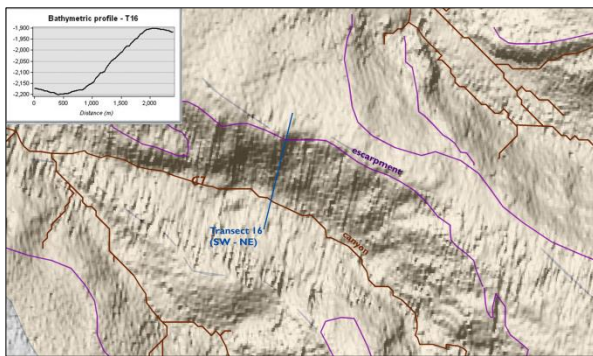 Bathymetric profile - T16
-1,900
-1,950
-2,000
-2,050
-2,100
-2,150
-2,200
0
500
1,000
1,500
2,000
Distance (m)
escarpment
C7
Transect 16
(SW - NE)
canyon